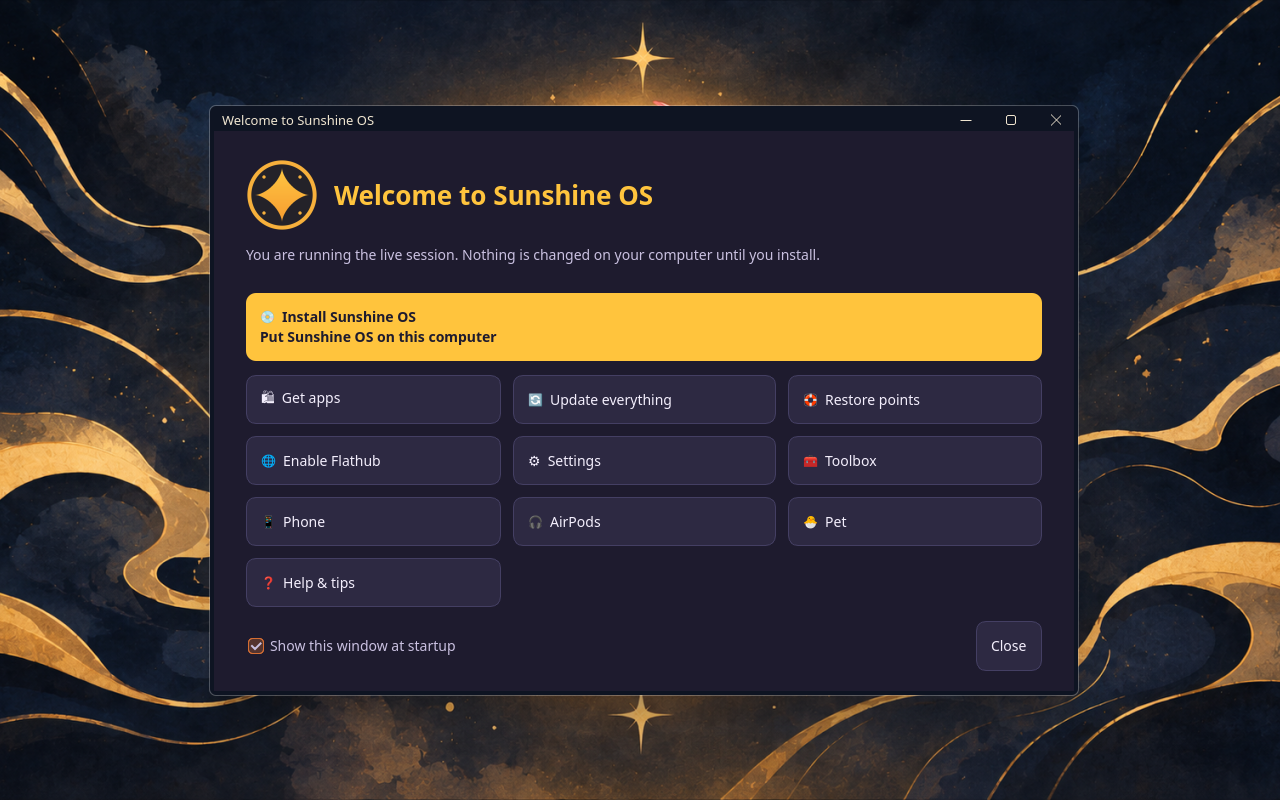 Welcome to Sunshine OS
Welcome to Sunshine OS
You are running the live session. Nothing is changed on your computer until you install.
Install Sunshine OS
Put Sunshine OS on this computer
Get apps
Update everything
Restore points
Enable Flathub
Settings
Toolbox
Phone
AirPods
Pet
Help & tips
Show this window at startup
Close